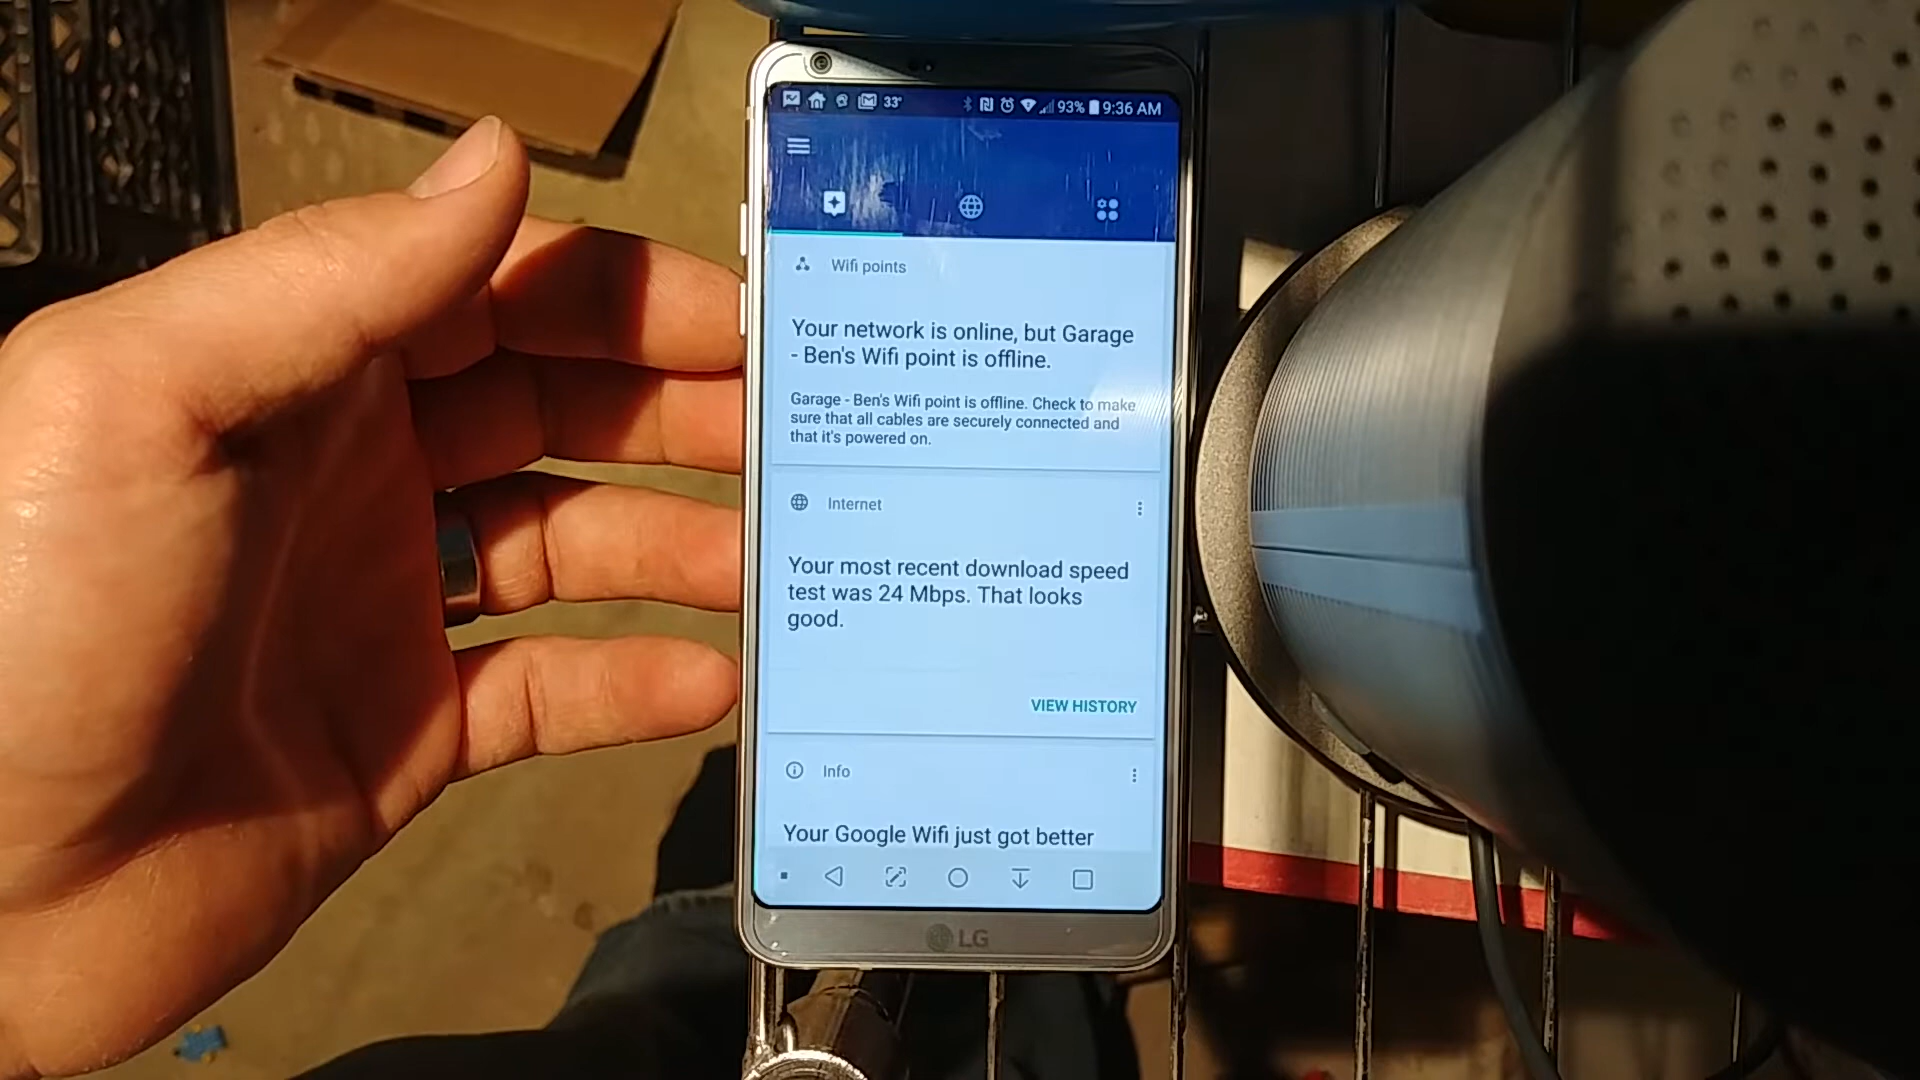 33° 93% 9:36 AM
Wifi points
Your network is online, but Garage
- Ben's Wifi point is offline.
Garage - Ben's Wifi point is offline. Check to make
sure that all cables are securely connected and
that it's powered on.
Internet
Your most recent download speed
test was 24 Mbps. That looks
good.
VIEW HISTORY
Info
Your Google Wifi just got better
LG